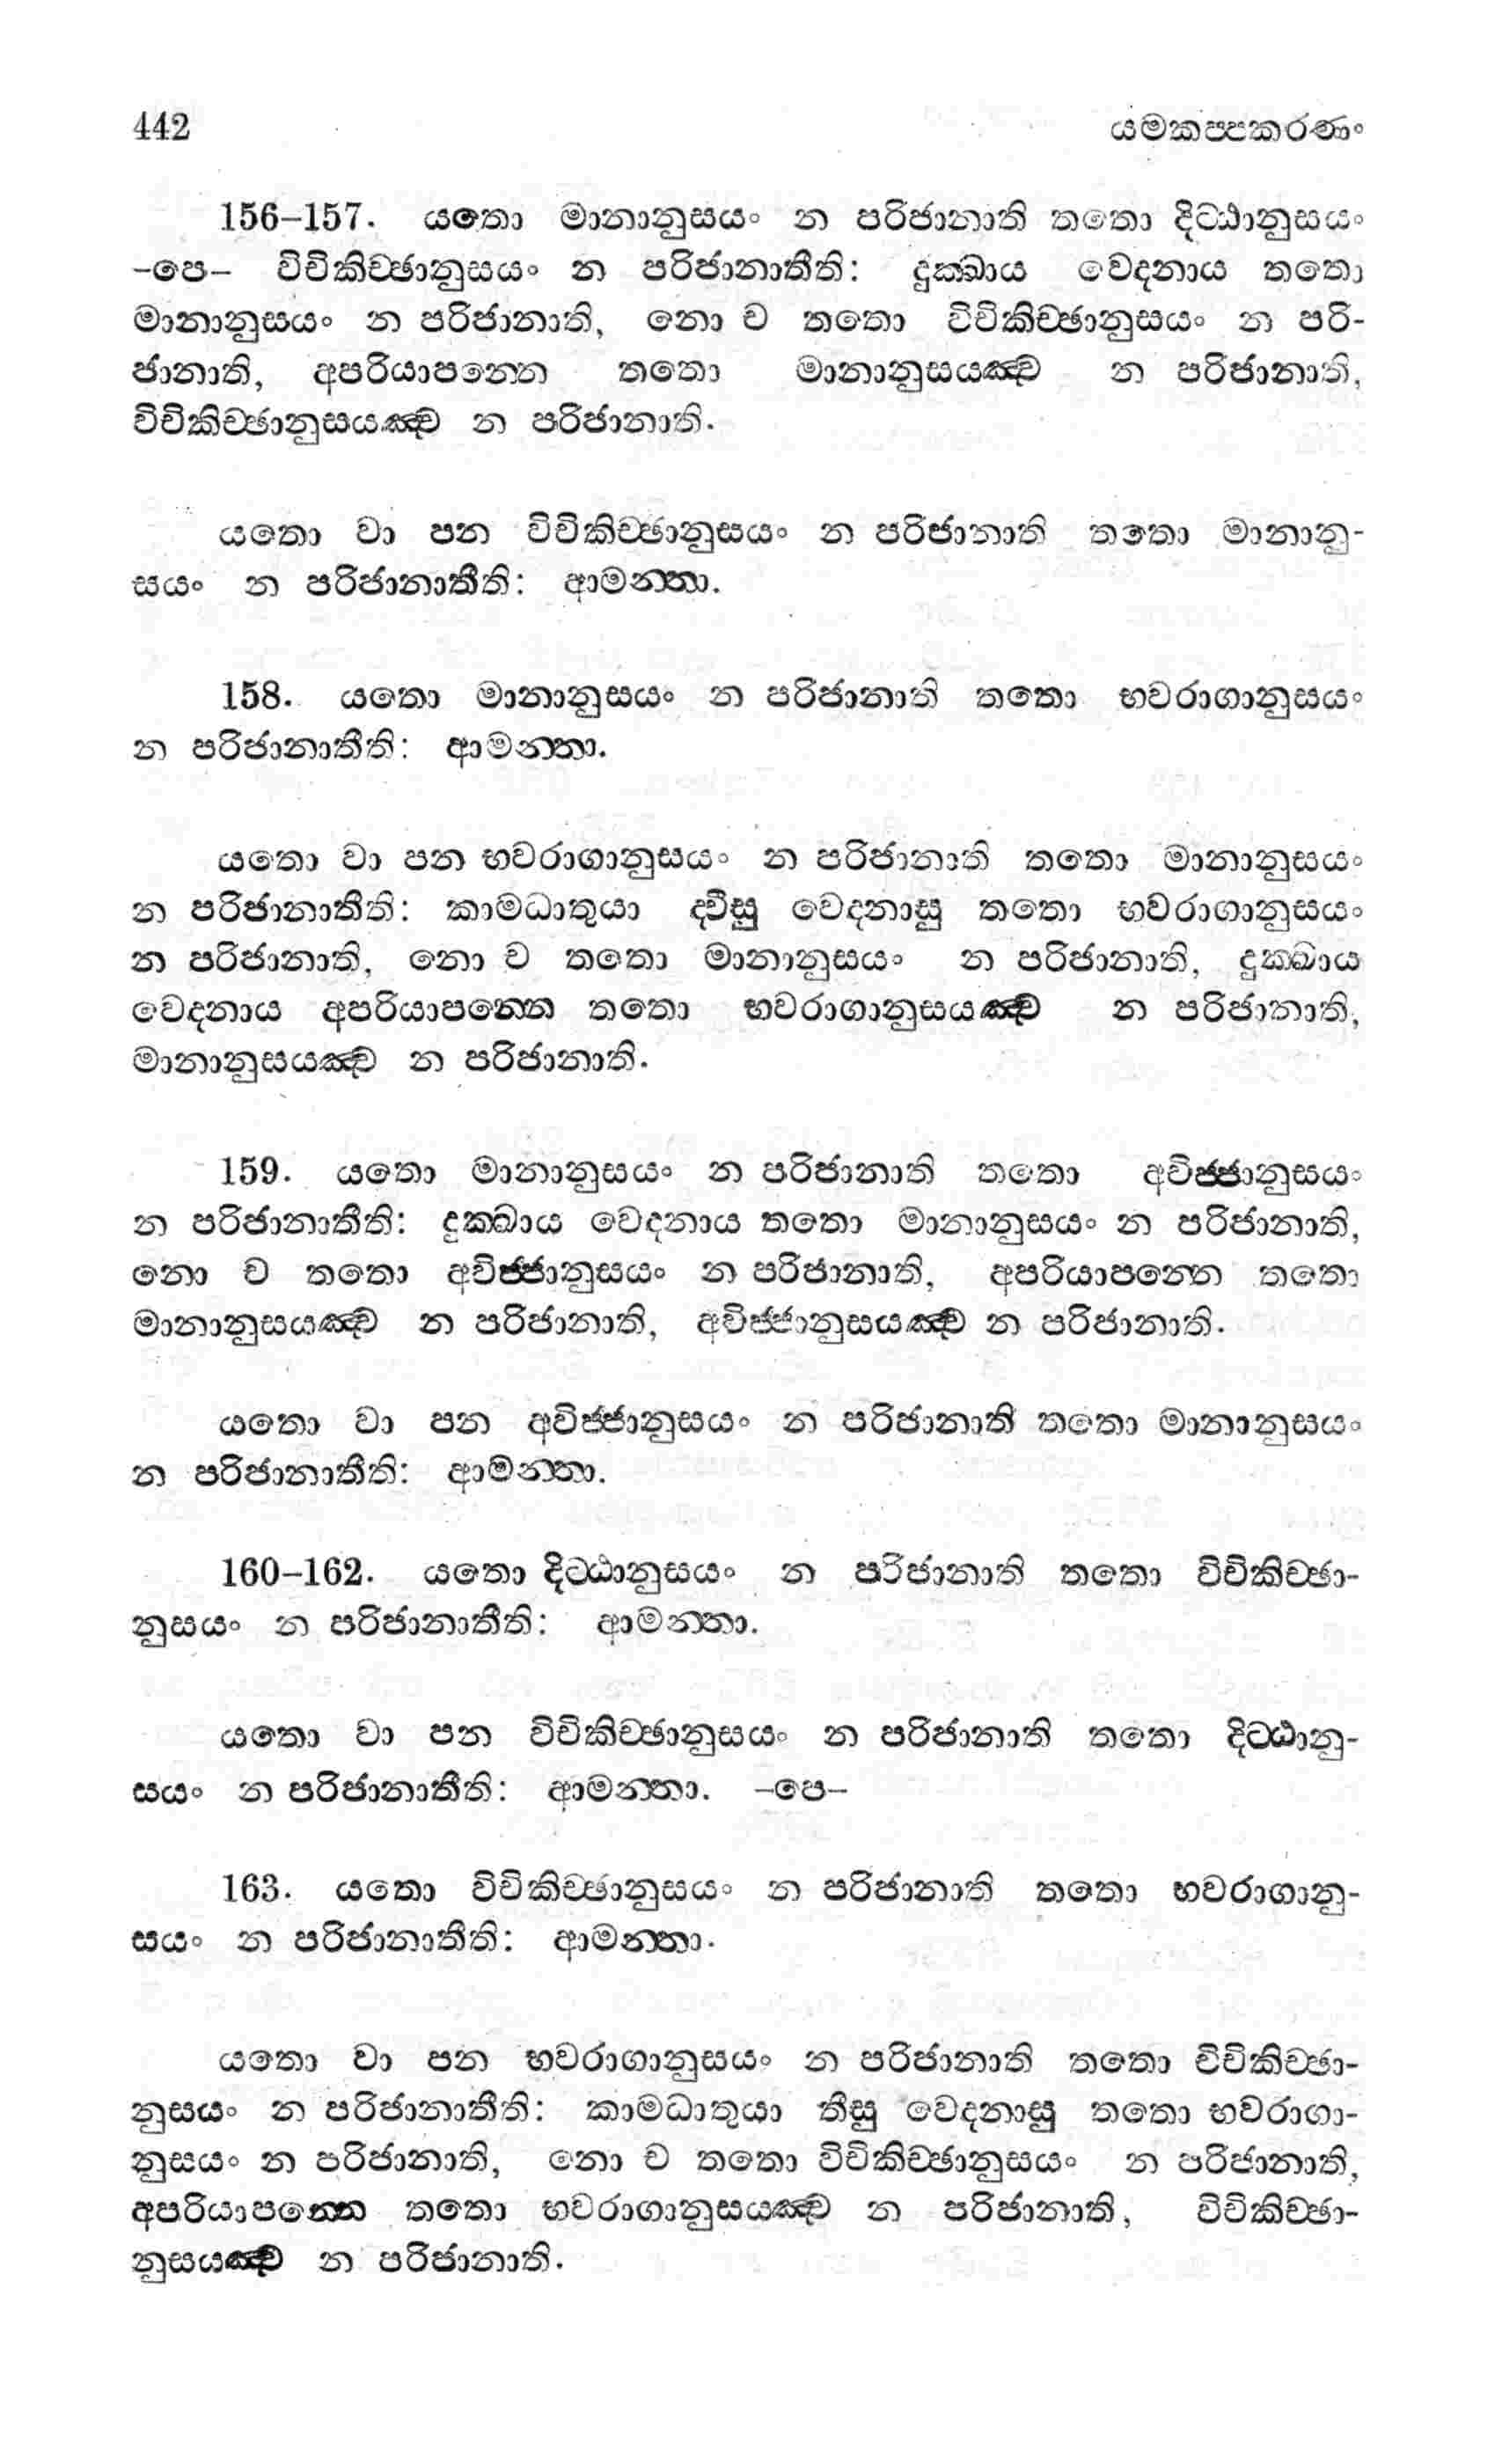 442 යමකප්පකරණං
156–157. යතො මානානුසයං න පරිජානාති තතො දිට්ඨානුසයං
–පෙ– විචිකිච්ඡානුසයං න පරිජානාතීති: දුක්ඛාය වෙදනාය තතො
මානානුසයං න පරිජානාති, නො ච තතො විචිකිච්ඡානුසයං න පරි-
ජානාති, අපරියාපන්නෙ තතො මානානුසයඤ්ච න පරිජානාති,
විචිකිච්ඡානුසයඤ්ච න පරිජානාති.
යතො වා පන විචිකිච්ඡානුසයං න පරිජානාති තතො මානානු-
සයං න පරිජානාතීති: ආමන්තා.
158. යතො මානානුසයං න පරිජානාති තතො භවරාගානුසයං
න පරිජානාතීති: ආමන්තා.
යතො වා පන භවරාගානුසයං න පරිජානාති තතො මානානුසයං
න පරිජානාතීති: කාමධාතුයා ද්වීසු වෙදනාසු තතො භවරාගානුසයං
න පරිජානාති, නො ච තතො මානානුසයං න පරිජානාති, දුක්ඛාය
වෙදනාය අපරියාපන්නෙ තතො භවරාගානුසයඤ්ච න පරිජානාති,
මානානුසයඤ්ච න පරිජානාති.
159. යතො මානානුසයං න පරිජානාති තතො අවිජ්ජානුසයං
න පරිජානාතීති: දුක්ඛාය වෙදනාය තතො මානානුසයං න පරිජානාති,
නො ච තතො අවිජ්ජානුසයං න පරිජානාති, අපරියාපන්නෙ තතො
මානානුසයඤ්ච න පරිජානාති, අවිජ්ජානුසයඤ්ච න පරිජානාති.
යතො වා පන අවිජ්ජානුසයං න පරිජානාති තතො මානානුසයං
න පරිජානාතීති: ආමන්තා.
160–162. යතො දිට්ඨානුසයං න පරිජානාති තතො විචිකිච්ඡා-
නුසයං න පරිජානාතීති: ආමන්තා.
යතො වා පන විචිකිච්ඡානුසයං න පරිජානාති තතො දිට්ඨානු-
සයං න පරිජානාතීති: ආමන්තා. –පෙ–
163. යතො විචිකිච්ඡානුසයං න පරිජානාති තතො භවරාගානු-
සයං න පරිජානාතීති: ආමන්තා.
යතො වා පන භවරාගානුසයං න පරිජානාති තතො විචිකිච්ඡා-
නුසයං න පරිජානාතීති: කාමධාතුයා තීසු වෙදනාසු තතො භවරාගා-
නුසයං න පරිජානාති, නො ච තතො විචිකිච්ඡානුසයං න පරිජානාති,
අපරියාපන්නෙ තතො භවරාගානුසයඤ්ච න පරිජානාති, විචිකිච්ඡා-
නුසයඤ්ච න පරිජානාති.